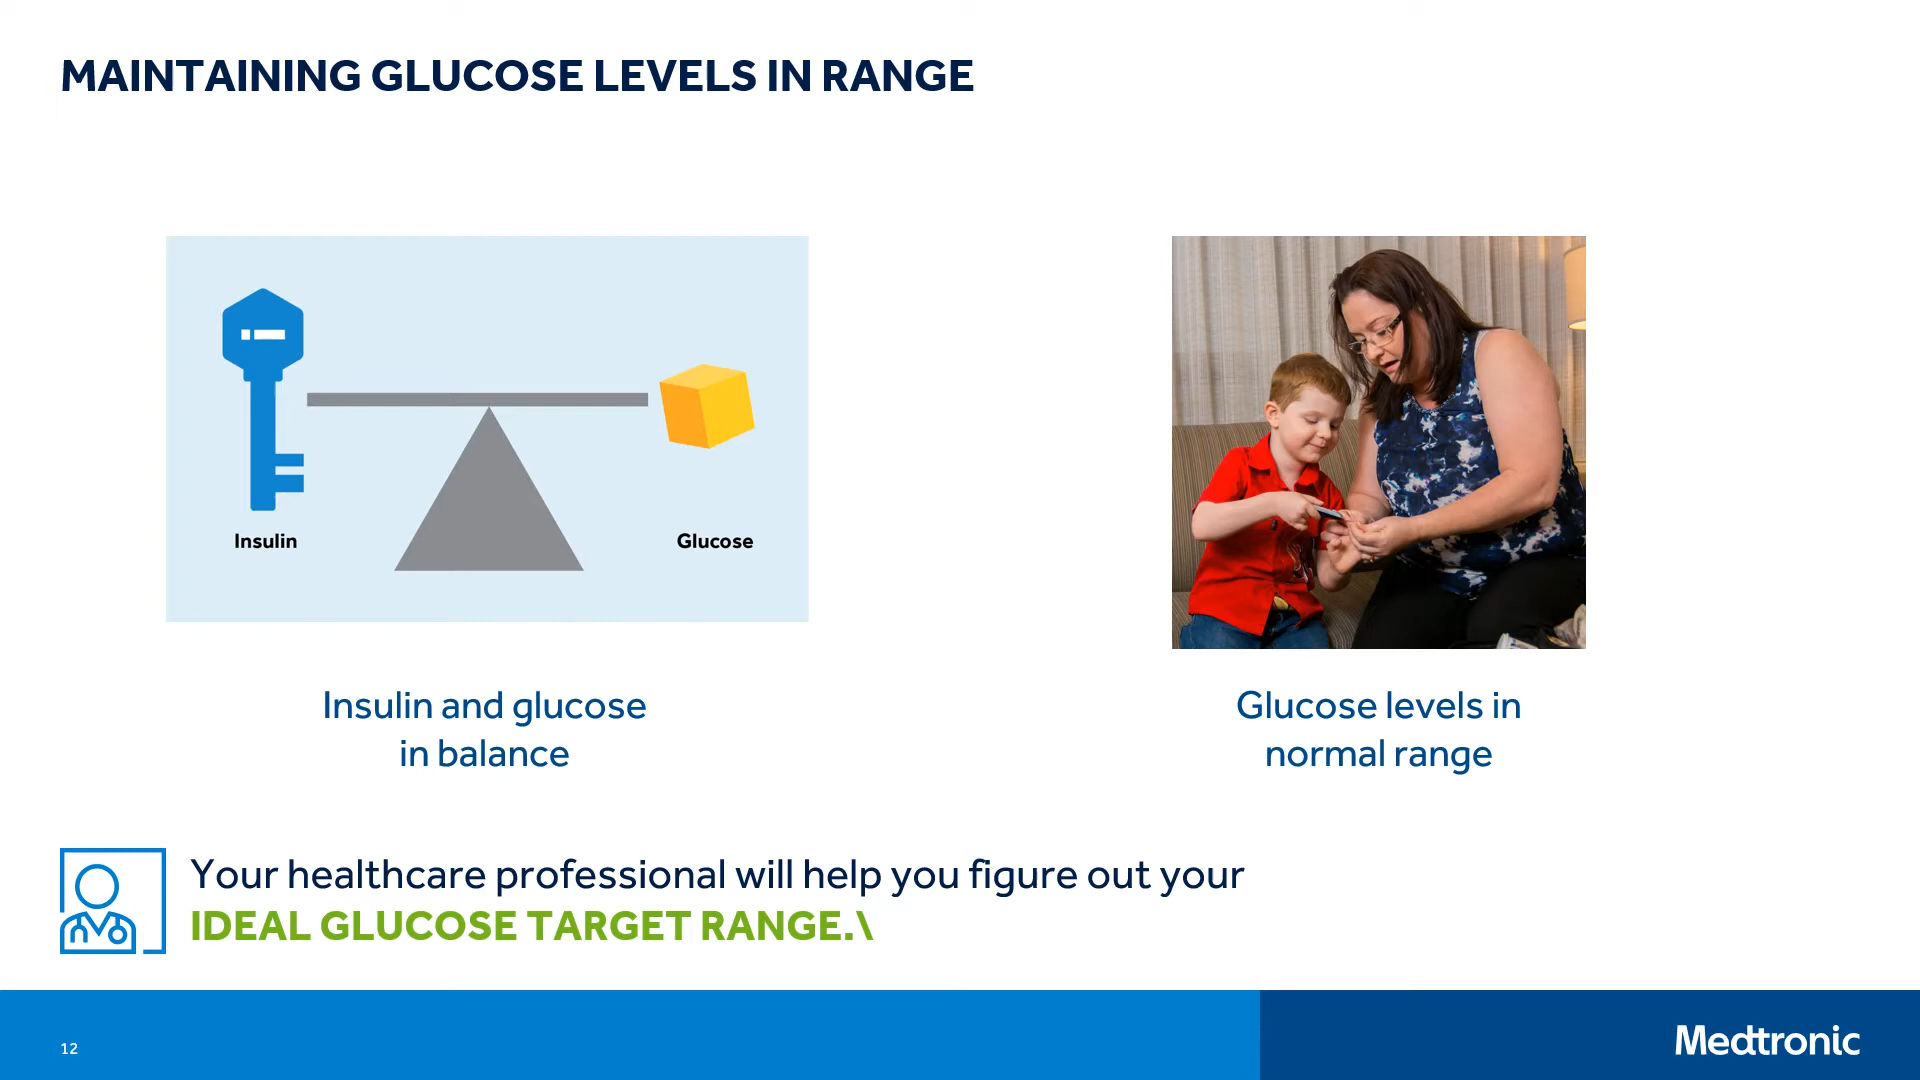 MAINTAINING GLUCOSE LEVELS IN RANGE
Insulin
Glucose
Insulin and glucose
in balance
Glucose levels in
normal range
Your healthcare professional will help you figure out your
IDEAL GLUCOSE TARGET RANGE.\
12
Medtronic